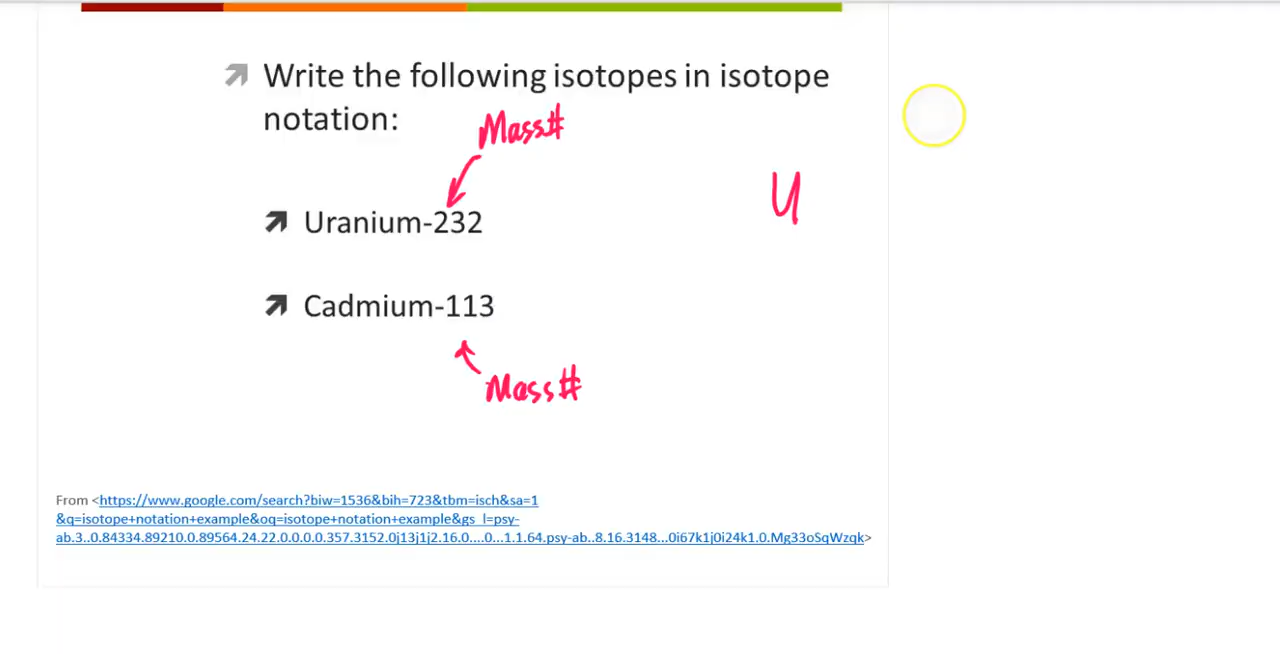 Write the following isotopes in isotope
notation:
Mass#
U
Uranium-232
Cadmium-113
Mass#
From <https://www.google.com/search?biw=1536&bih=723&tbm=isch&sa=1
&q=isotope+notation+example&oq=isotope+notation+example&gs_l=psy-
ab.3..0.84334.89210.0.89564.24.22.0.0.0.0.357.3152.0j13j1j2.16.0....0...1.1.64.psy-ab..8.16.3148...0i67k1j0i24k1.0.Mg33oSqWzqk>